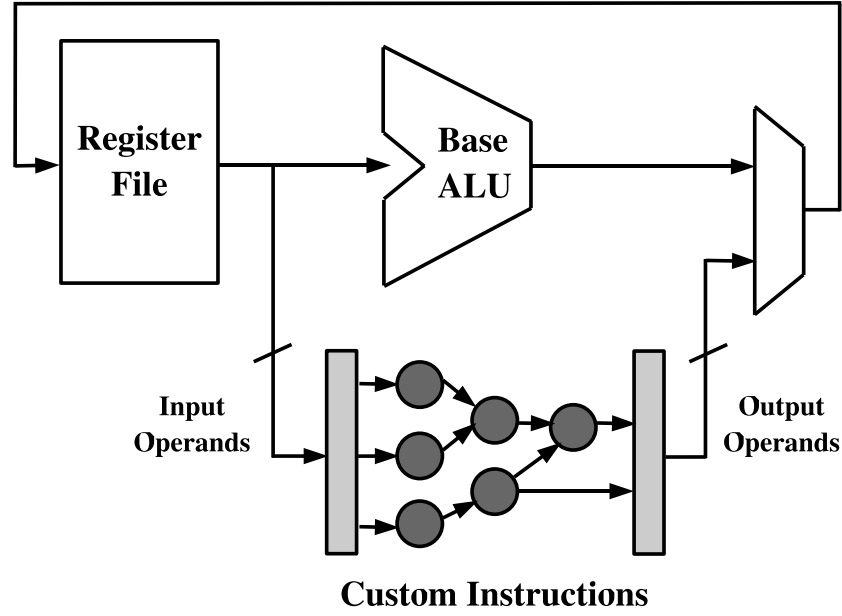 Register
File
Base
ALU
Input
Operands
Output
Operands
Custom Instructions